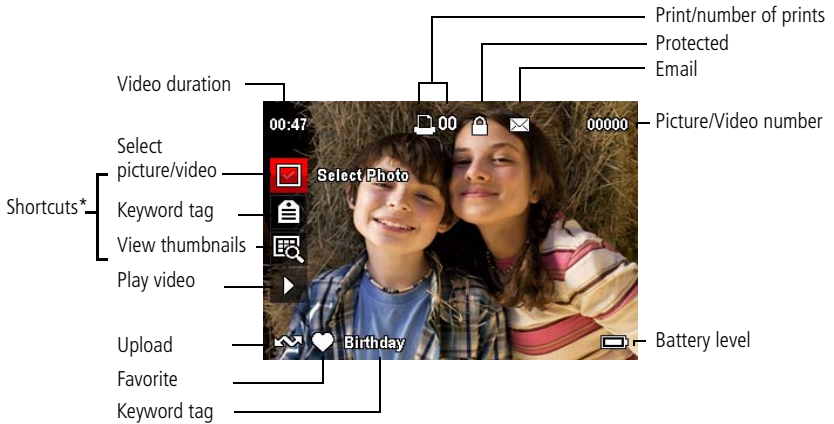 Print/number of prints
Protected
Email
Video duration
00:47
00
00000
Picture/Video number
Select
picture/video
Select Photo
Shortcuts*
Keyword tag
View thumbnails
Play video
Upload
Birthday
Battery level
Favorite
Keyword tag